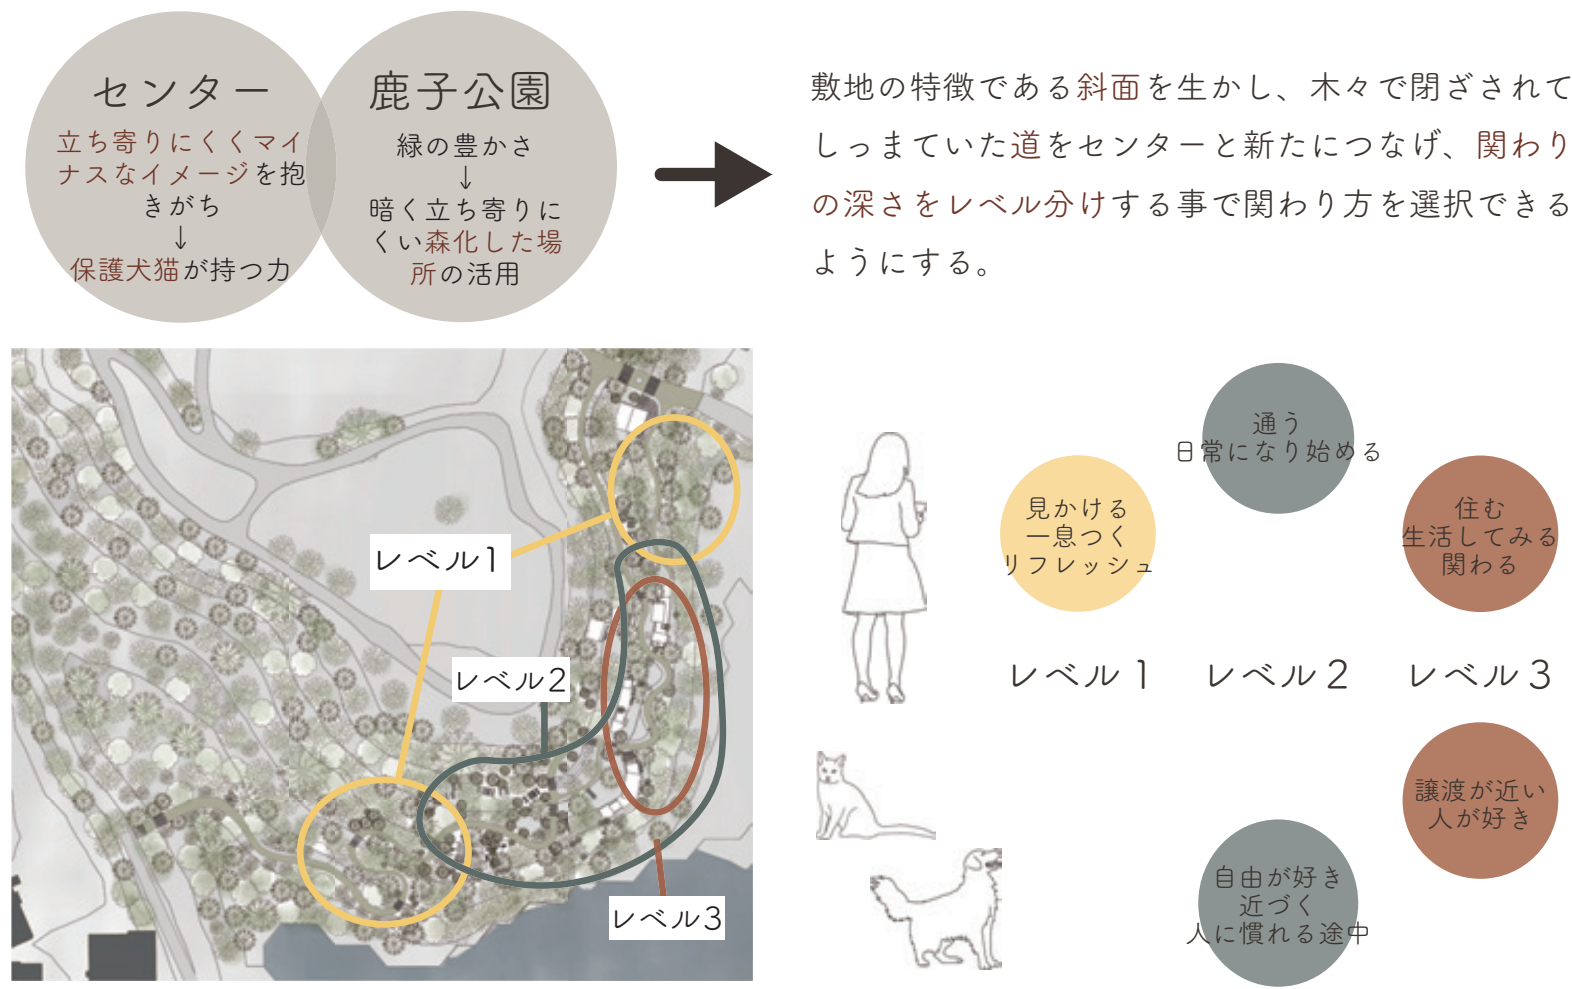 センター
立ち寄りにくくマイ
ナスなイメージを抱
きがち
↓
保護犬猫が持つ力
鹿子公園
緑の豊かさ
↓
暗く立ち寄りに
くい森化した場
所の活用
敷地の特徴である斜面を生かし、木々で閉ざされて
しっまていた道をセンターと新たにつなげ、関わり
の深さをレベル分けする事で関わり方を選択できる
ようにする。
レベル1
レベル2
レベル3
見かける
一息つく
リフレッシュ
通う
日常になり始める
住む
生活してみる
関わる
レベル1
レベル2
レベル3
譲渡が近い
人が好き
自由が好き
近づく
人に慣れる途中